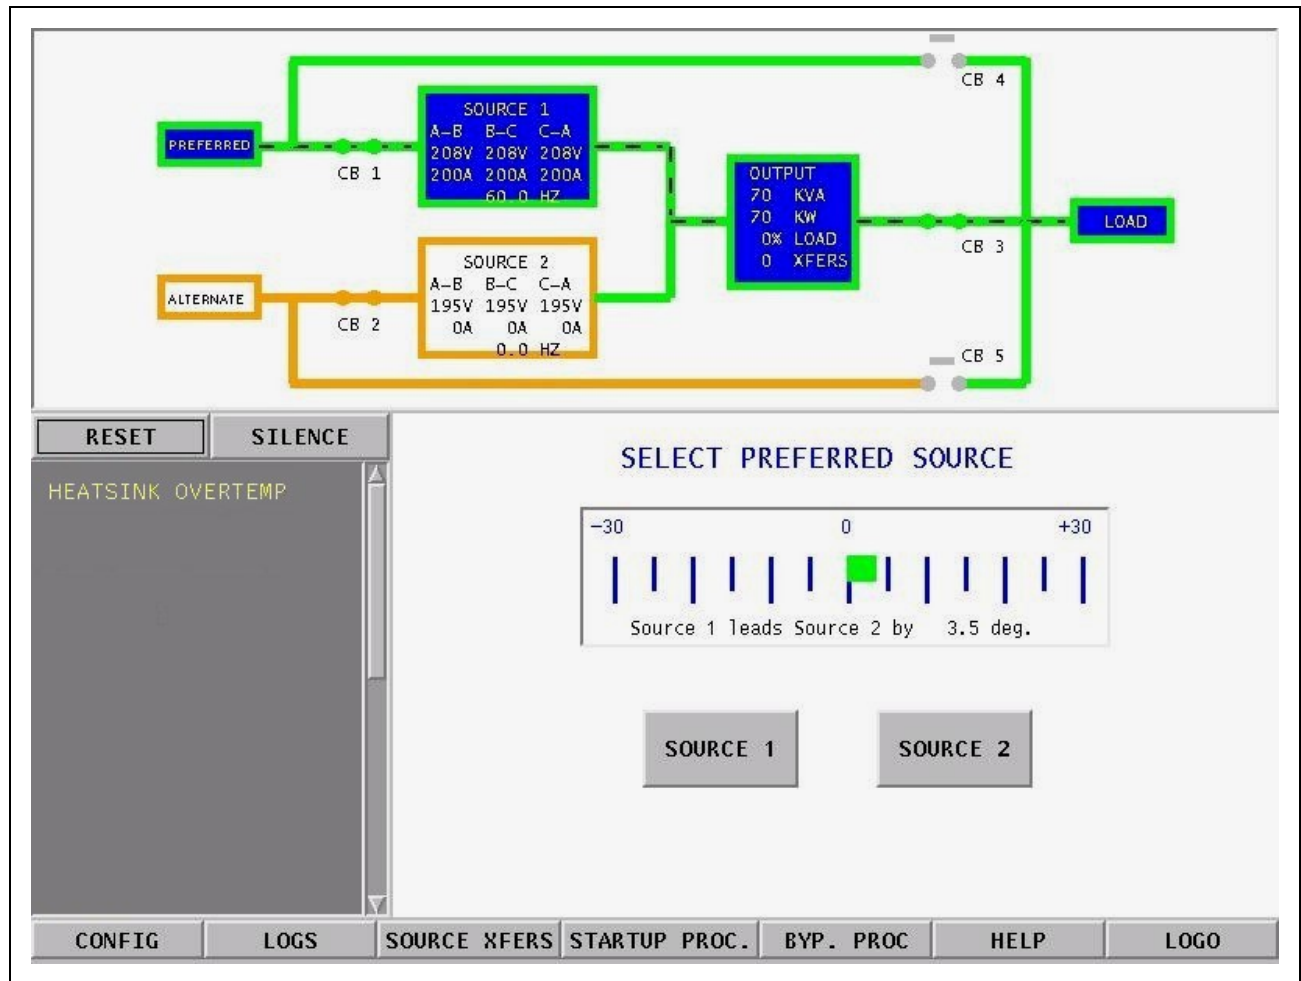 CB 4
SOURCE 1
A-B B-C C-A
208V 208V 208V
200A 200A 200A
60.0 HZ
PREFERRED
CB 1
OUTPUT
70 KVA
70 KW
0% LOAD
0 XFERS
LOAD
CB 3
SOURCE 2
A-B B-C C-A
195V 195V 195V
0A 0A 0A
0.0 HZ
ALTERNATE
CB 2
CB 5
RESET SILENCE
HEATSINK OVERTEMP
SELECT PREFERRED SOURCE
-30 0 +30
Source 1 leads Source 2 by 3.5 deg.
SOURCE 1 SOURCE 2
CONFIG LOGS SOURCE XFERS STARTUP PROC. BYP. PROC HELP LOGO